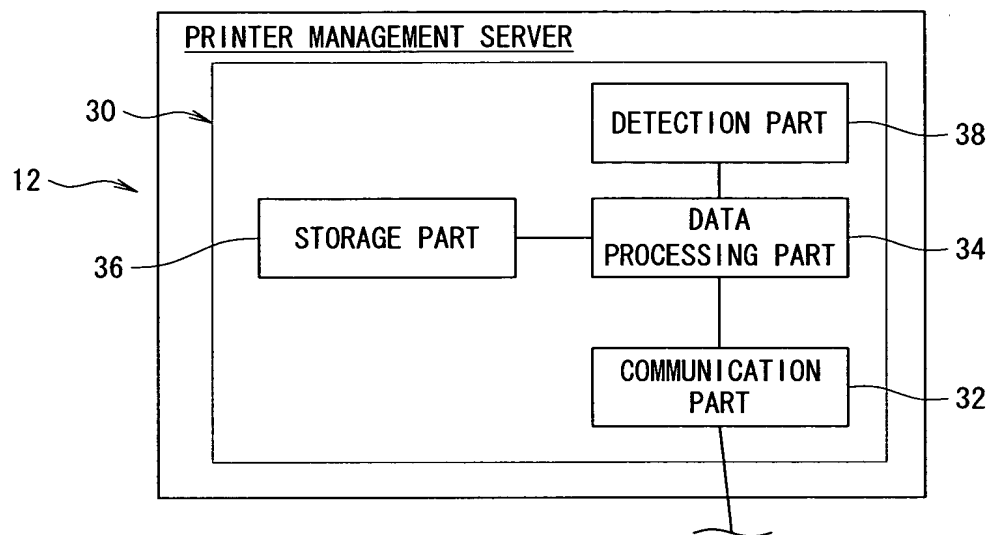 PRINTER MANAGEMENT SERVER
30
DETECTION PART
38
12
STORAGE PART
36
DATA
PROCESSING PART
34
COMMUNICATION
PART
32